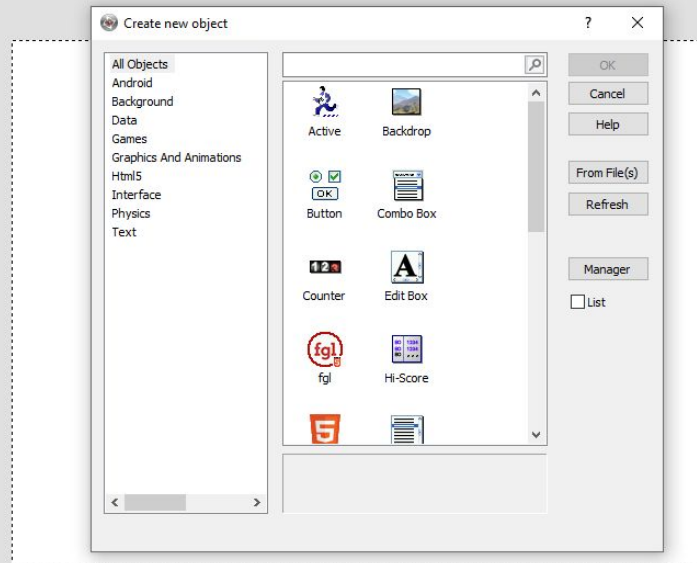 Create new object
All Objects
Android
Background
Data
Games
Graphics And Animations
Html5
Interface
Physics
Text
Active
Backdrop
OK
Button
Combo Box
Counter
Edit Box
fgl
fgl
Hi-Score
5
OK
Cancel
Help
From File(s)
Refresh
Manager
List